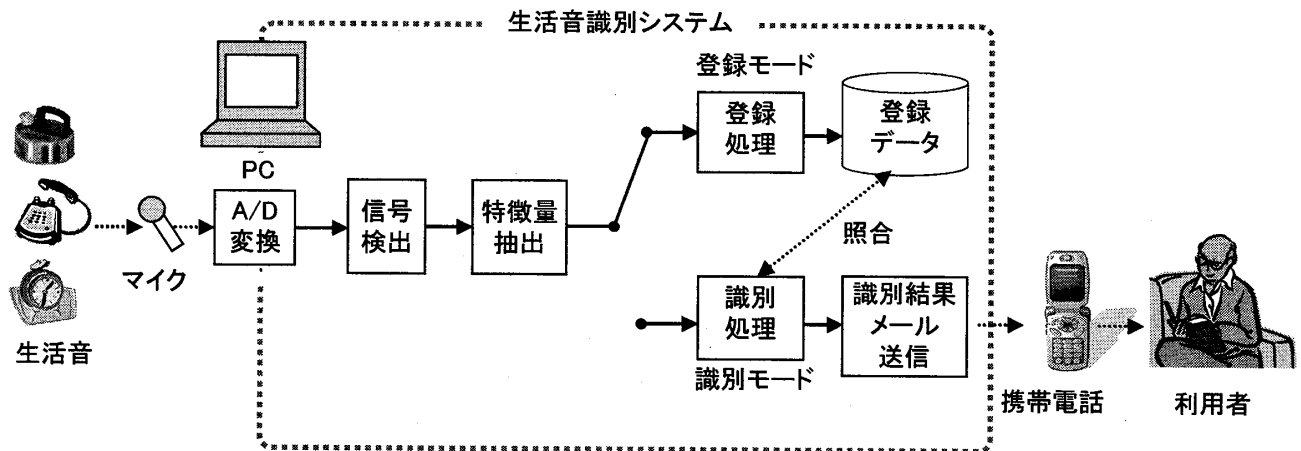 生活音識別システム
PC
生活音
マイク
A/D
変換
信号
検出
特徴量
抽出
登録モード
登録
処理
登録
データ
照合
識別
処理
識別モード
識別結果
メール
送信
携帯電話
利用者